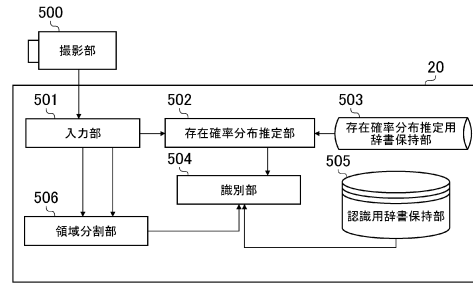 500
撮影部
20
501
入力部
502
存在確率分布推定部
503
存在確率分布推定用
辞書保持部
504
識別部
505
認識用辞書保持部
506
領域分割部